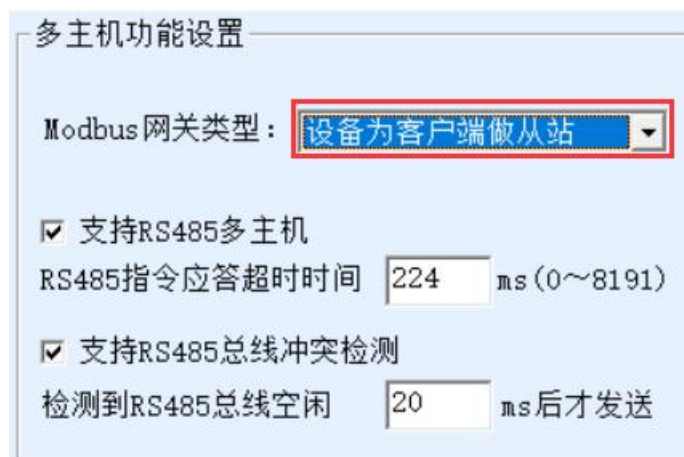 多主机功能设置
Modbus网关类型： 设备为客户端做从站
支持RS485多主机
RS485指令应答超时时间 224 ms(0～8191)
支持RS485总线冲突检测
检测到RS485总线空闲 20 ms后才发送